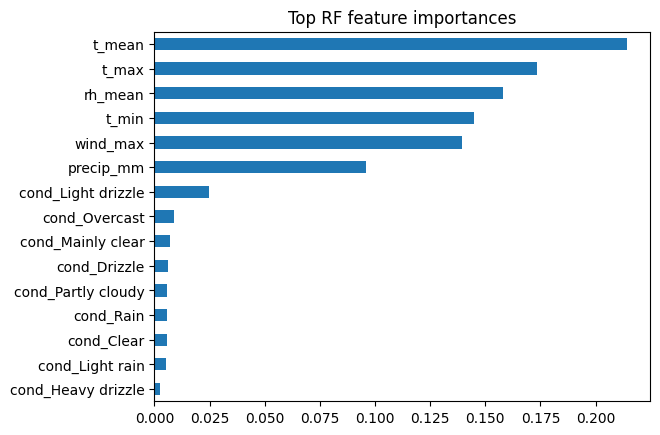 Top RF feature importances
t_mean
t_max
rh_mean
t_min
wind_max
precip_mm
cond_Light drizzle
cond_Overcast
cond_Mainly clear
cond_Drizzle
cond_Partly cloudy
cond_Rain
cond_Clear
cond_Light rain
cond_Heavy drizzle
0.000 0.025 0.050 0.075 0.100 0.125 0.150 0.175 0.200